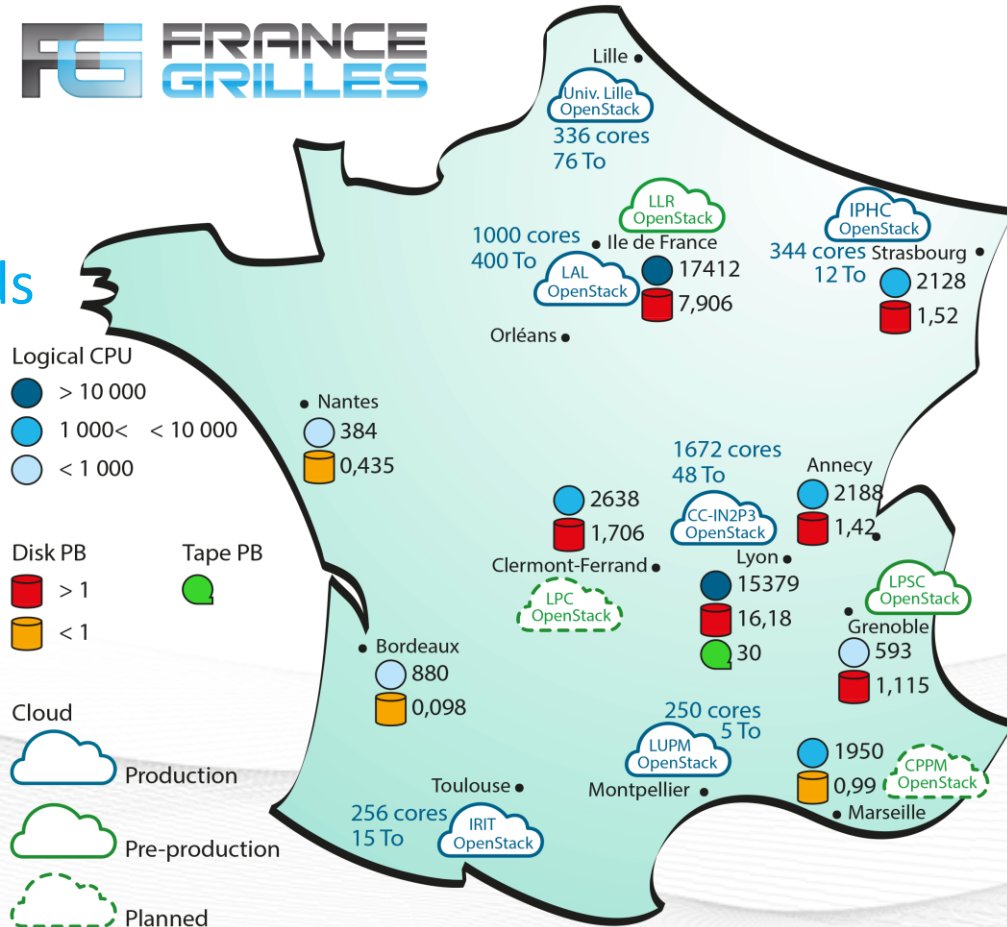 FG FRANCE
GRILLES
ds
Lille
Univ. Lille
OpenStack
336 cores
76 To
LLR
OpenStack
1000 cores
400 To
Ile de France
LAL
OpenStack
17412
7,906
IPHC
OpenStack
344 cores
12 To
Strasbourg
2128
1,52
Orléans
Logical CPU
> 10 000
1 000< < 10 000
< 1 000
Nantes
384
0,435
1672 cores
48 To
CC-IN2P3
OpenStack
Annecy
2188
1,42
2638
1,706
Clermont-Ferrand
LPC
OpenStack
Lyon
15379
16,18
30
LPSC
OpenStack
Grenoble
593
1,115
Disk PB
Tape PB
> 1
< 1
Bordeaux
880
0,098
250 cores
5 To
LUPM
OpenStack
Montpellier
1950
0,99
CPPM
OpenStack
Marseille
Cloud
Production
Pre-production
Planned
Toulouse
256 cores
15 To
IRIT
OpenStack